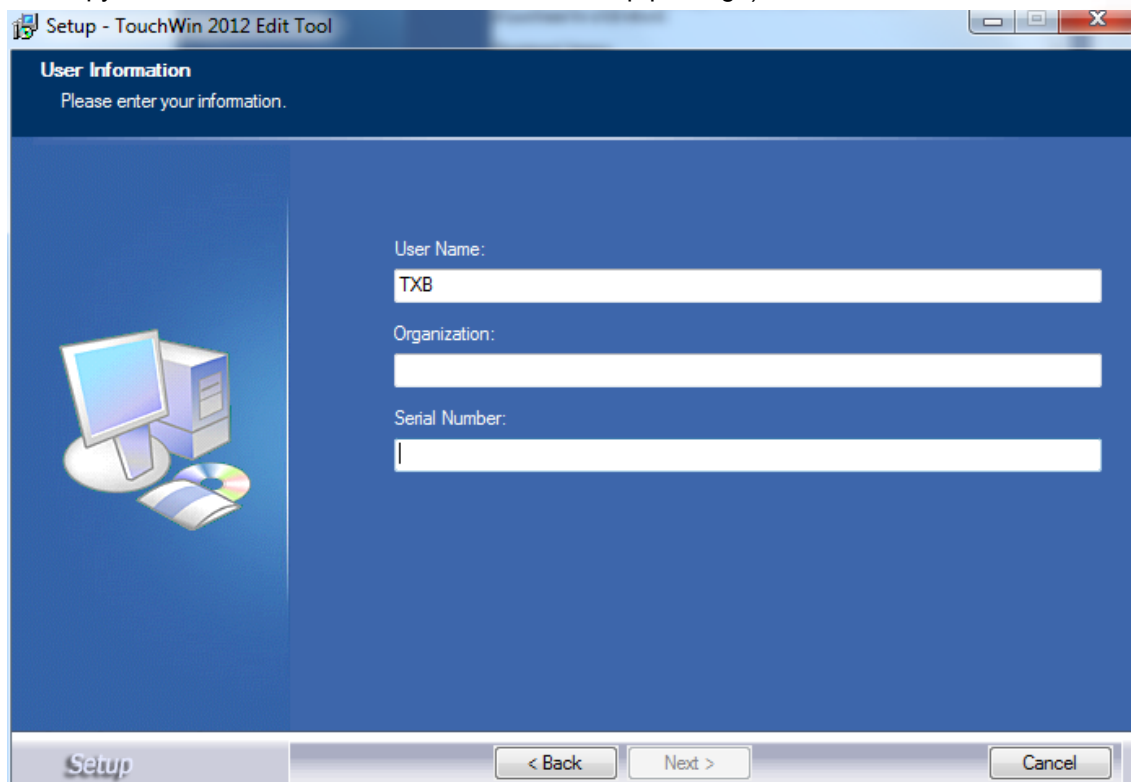 Setup - TouchWin 2012 Edit Tool
User Information
Please enter your information.
User Name:
TXB
Organization:
Serial Number:
Setup
< Back
Next >
Cancel